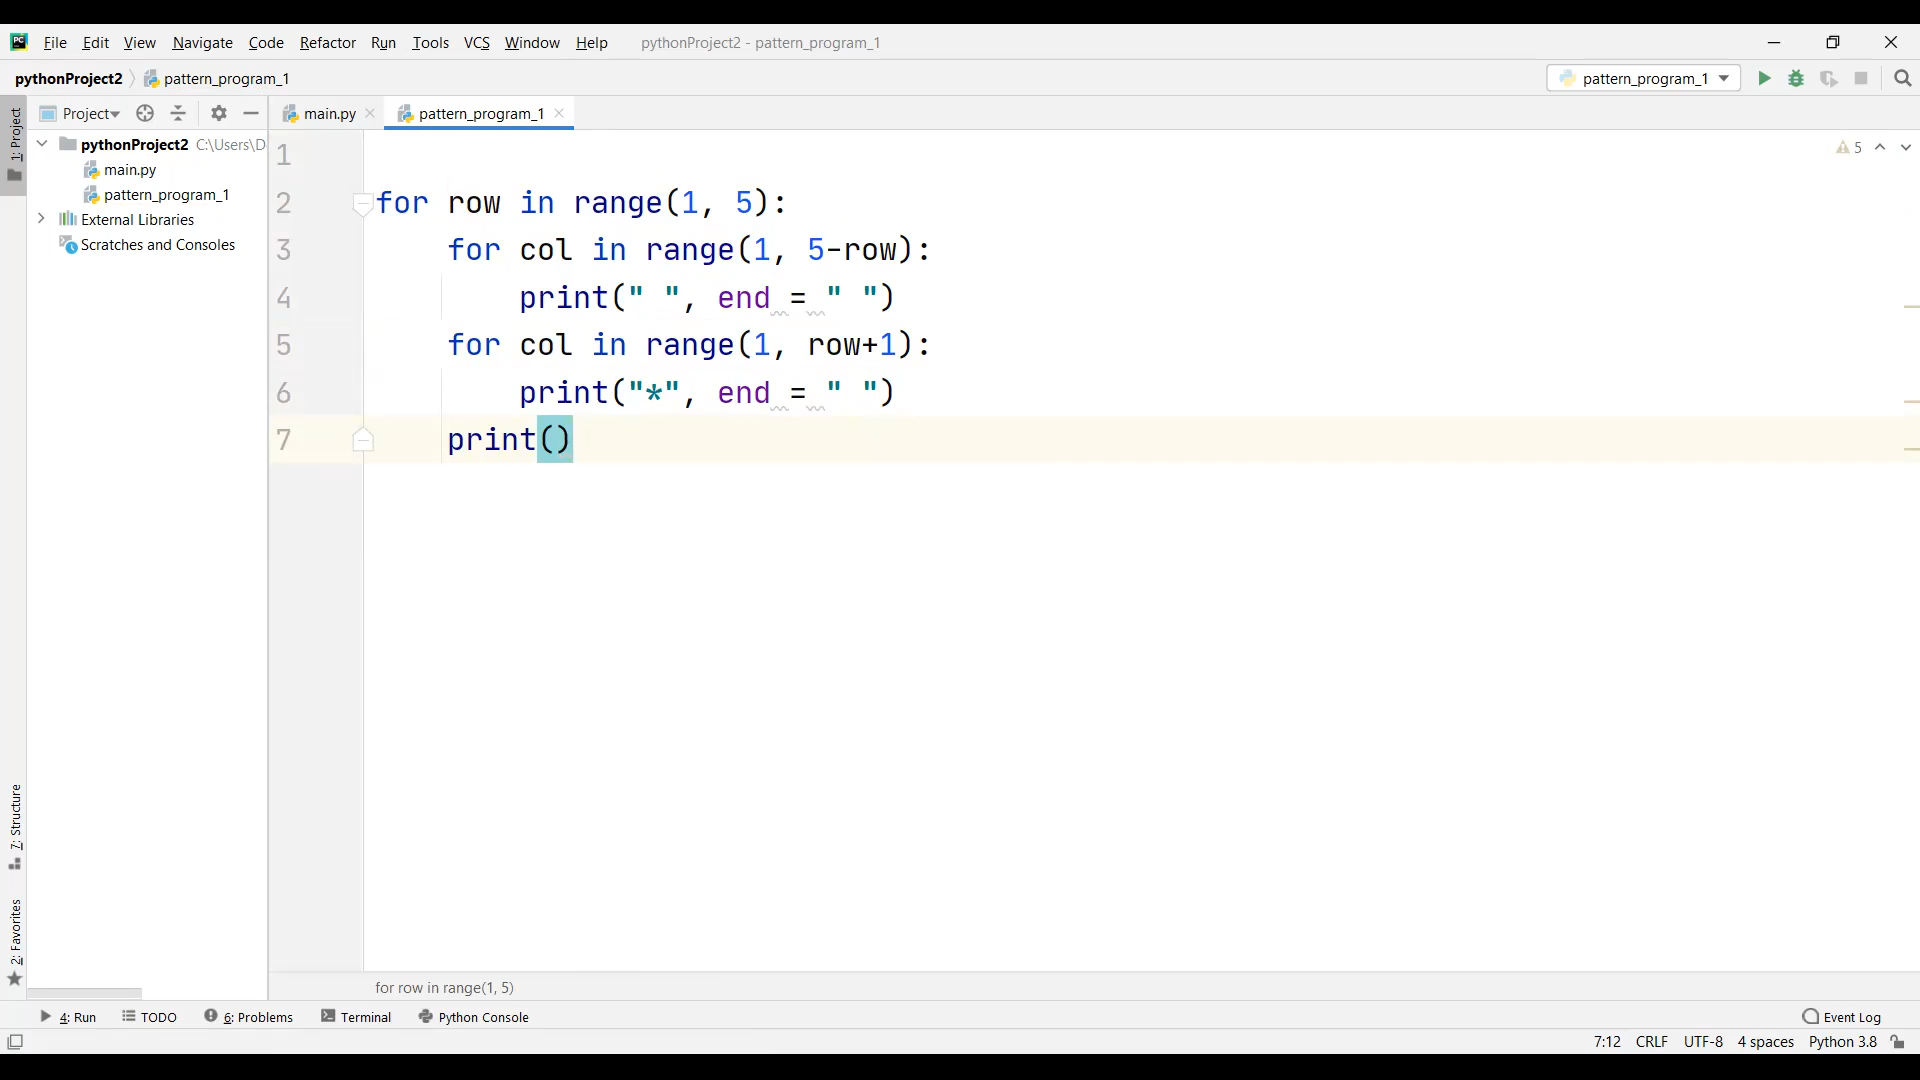 PC File Edit View Navigate Code Refactor Run Tools VCS Window Help pythonProject2 - pattern_program_1
pythonProject2 pattern_program_1 pattern_program_1
1: Project
Project main.py pattern_program_1
pythonProject2 C:\Users\D
main.py
pattern_program_1
External Libraries
Scratches and Consoles
5
1
2 for row in range(1, 5):
3     for col in range(1, 5-row):
4         print(" ", end = " ")
5     for col in range(1, row+1):
6         print("*", end = " ")
7     print()
7: Structure
2: Favorites
for row in range(1, 5)
4: Run TODO 6: Problems Terminal Python Console Event Log
7:12 CRLF UTF-8 4 spaces Python 3.8